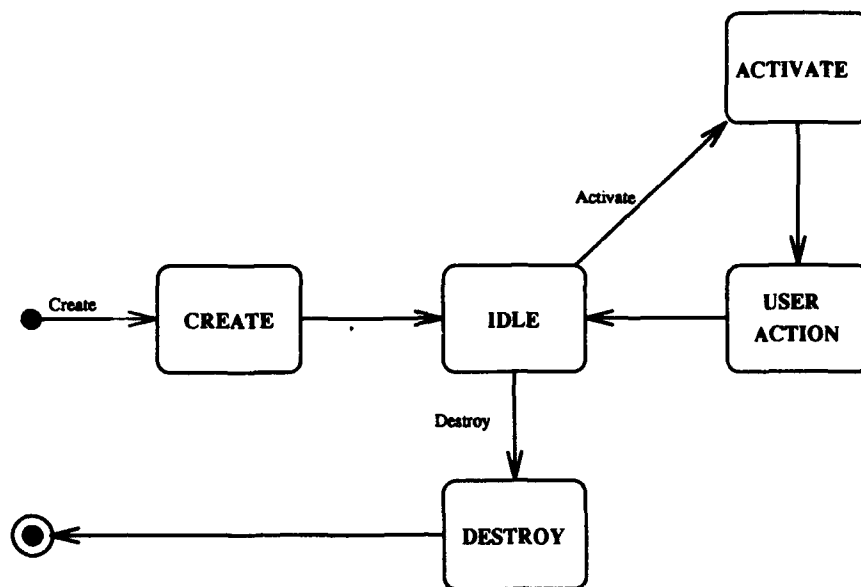 ACTIVATE
Activate
Create
CREATE
IDLE
USER
ACTION
Destroy
DESTROY